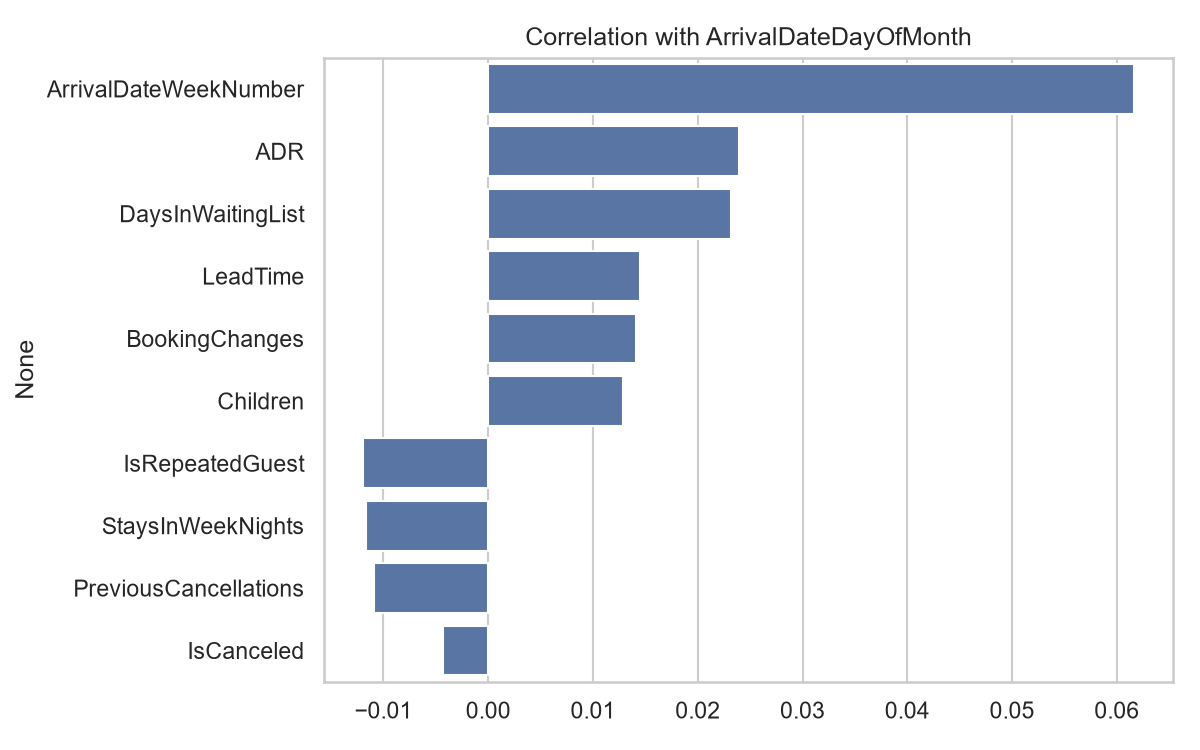 Correlation with ArrivalDateDayOfMonth
None
ArrivalDateWeekNumber
ADR
DaysInWaitingList
LeadTime
BookingChanges
Children
IsRepeatedGuest
StaysInWeekNights
PreviousCancellations
IsCanceled
−0.01 0.00 0.01 0.02 0.03 0.04 0.05 0.06